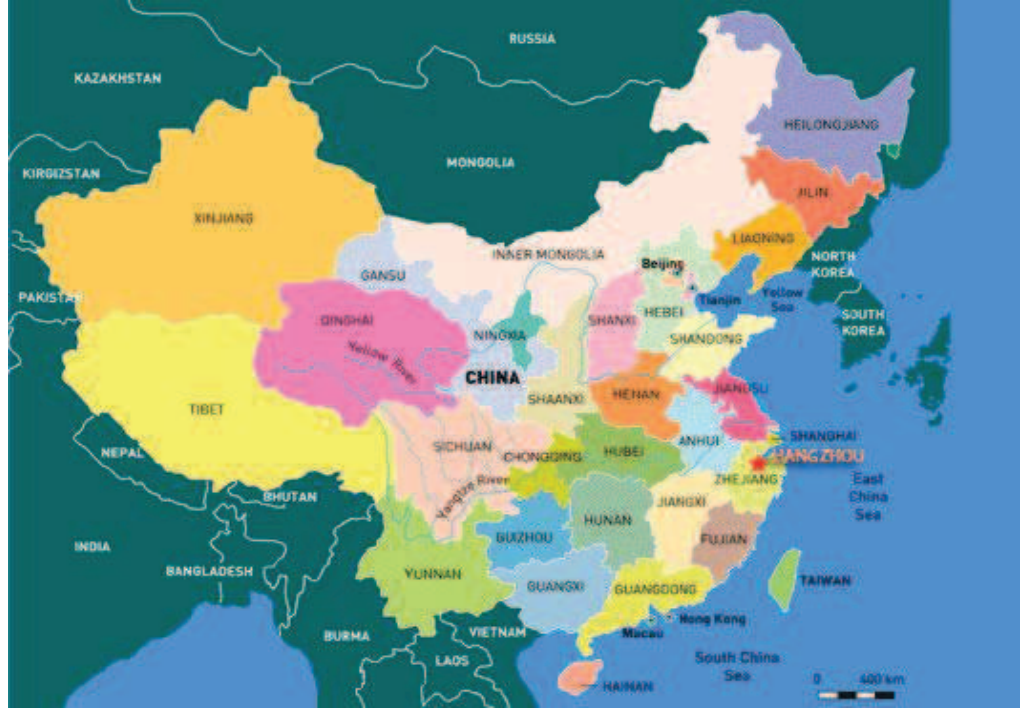 RUSSIA
KAZAKHSTAN
HEILONGJIANG
MONGOLIA
KIRGIZSTAN
JILIN
XINJIANG
LIAONING
INNER MONGOLIA
NORTH
KOREA
Beijing
GANSU
PAKISTAN
Tianjin
Yellow
Sea
SOUTH
KOREA
HEBEI
QINGHAI
SHANXI
NINGXIA
SHANDONG
Yellow River
CHINA
JIANGSU
HENAN
SHAANXI
TIBET
SHANGHAI
ANHUI
SICHUAN
HUBEI
NEPAL
CHONGQING
HANGZHOU
ZHEJIANG
Yangtze River
East
China
Sea
BHUTAN
JIANGXI
HUNAN
GUIZHOU
FUJIAN
INDIA
BANGLADESH
YUNNAN
TAIWAN
GUANGXI
GUANGDONG
Hong Kong
Macau
VIETNAM
BURMA
LAOS
South China
Sea
0 400 km
HAINAN